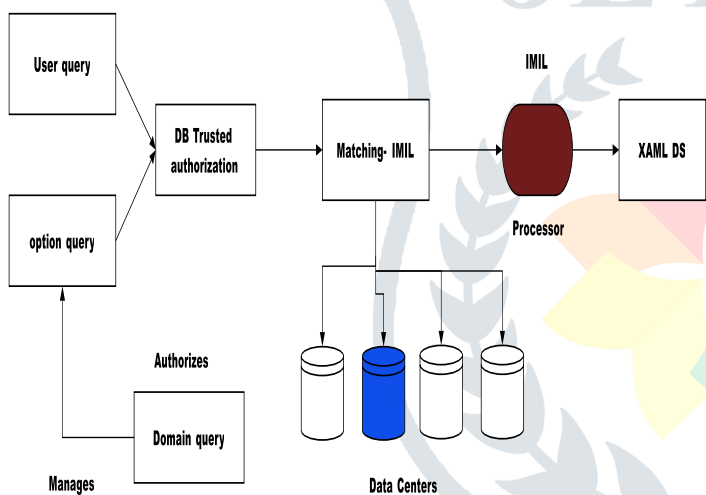 User query
IMIL
DB Trusted
authorization
Matching- IMIL
XAML DS
option query
Processor
Authorizes
Domain query
Manages
Data Centers